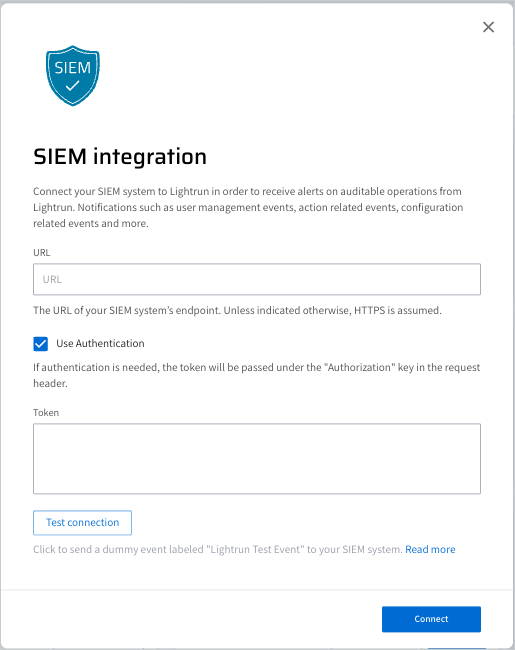 SIEM
SIEM integration
Connect your SIEM system to Lightrun in order to receive alerts on auditable operations from
Lightrun. Notifications such as user management events, action related events, configuration
related events and more.
URL
URL
The URL of your SIEM system's endpoint. Unless indicated otherwise, HTTPS is assumed.
Use Authentication
If authentication is needed, the token will be passed under the "Authorization" key in the request
header.
Token
Test connection
Click to send a dummy event labeled "Lightrun Test Event" to your SIEM system. Read more
Connect